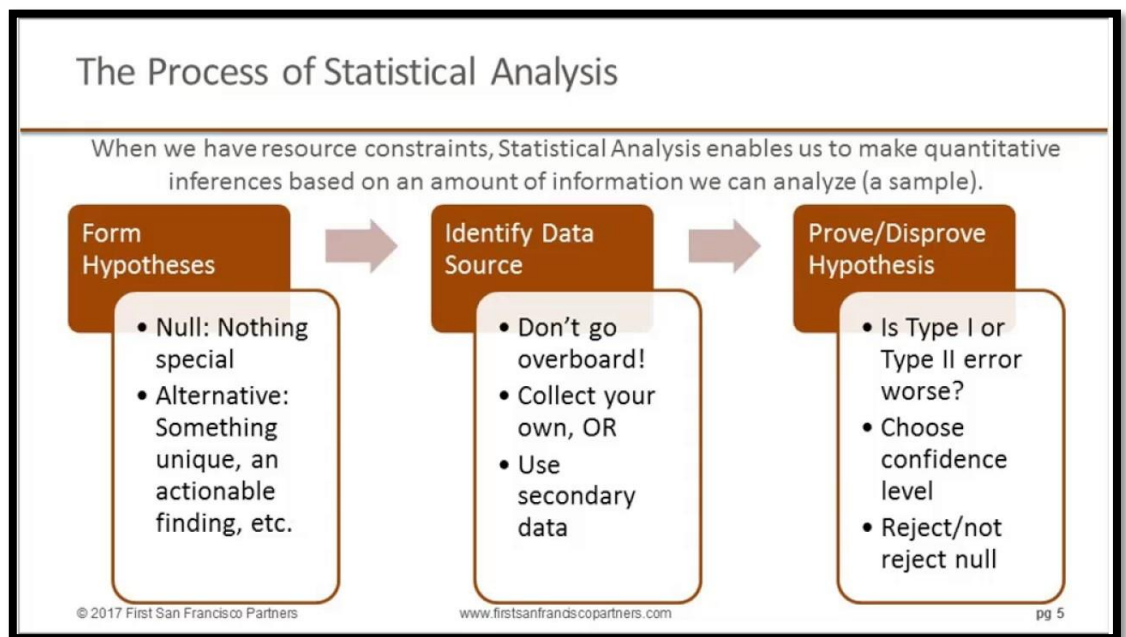 The Process of Statistical Analysis
When we have resource constraints, Statistical Analysis enables us to make quantitative
inferences based on an amount of information we can analyze (a sample).
Form
Hypotheses
• Null: Nothing
special
• Alternative:
Something
unique, an
actionable
finding, etc.
Identify Data
Source
• Don't go
overboard!
• Collect your
own, OR
• Use
secondary
data
Prove/Disprove
Hypothesis
• Is Type I or
Type II error
worse?
• Choose
confidence
level
• Reject/not
reject null
© 2017 First San Francisco Partners
www.firstsanfranciscopartners.com
pg 5